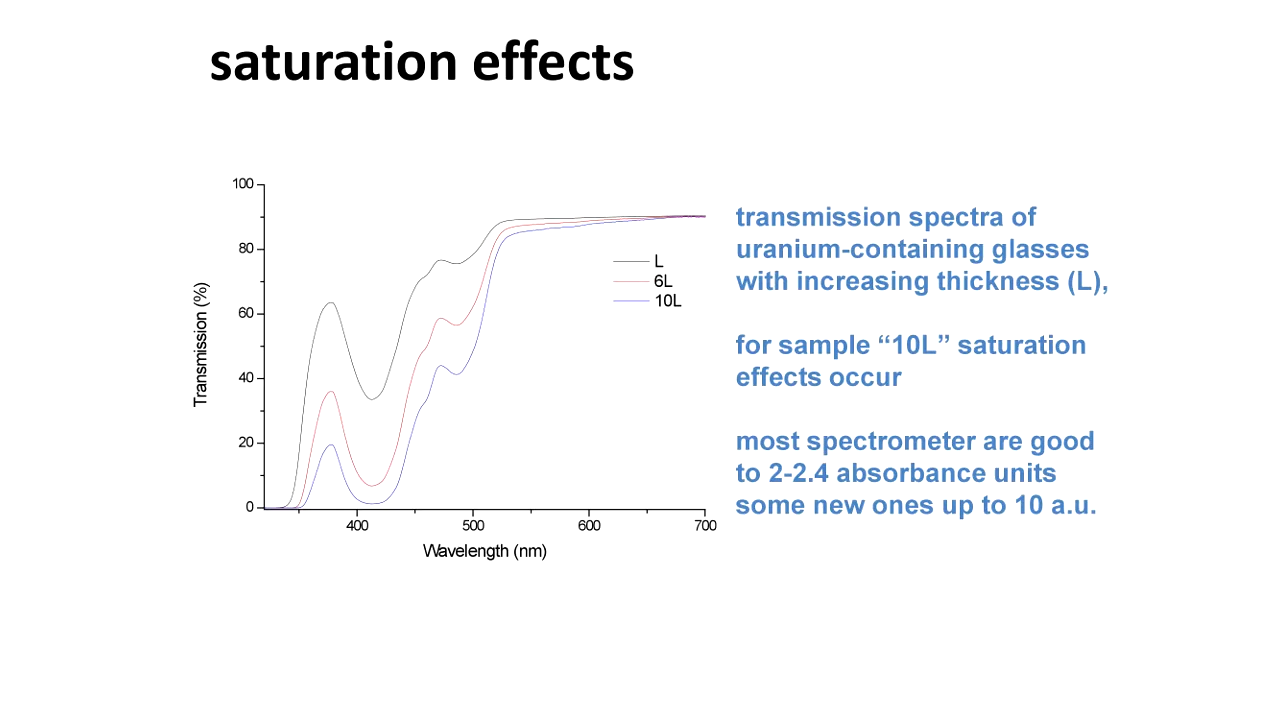 saturation effects
100
80
60
40
20
0
Transmission (%)
400
500
600
700
Wavelength (nm)
L
6L
10L
transmission spectra of
uranium-containing glasses
with increasing thickness (L),
for sample “10L” saturation
effects occur
most spectrometer are good
to 2-2.4 absorbance units
some new ones up to 10 a.u.